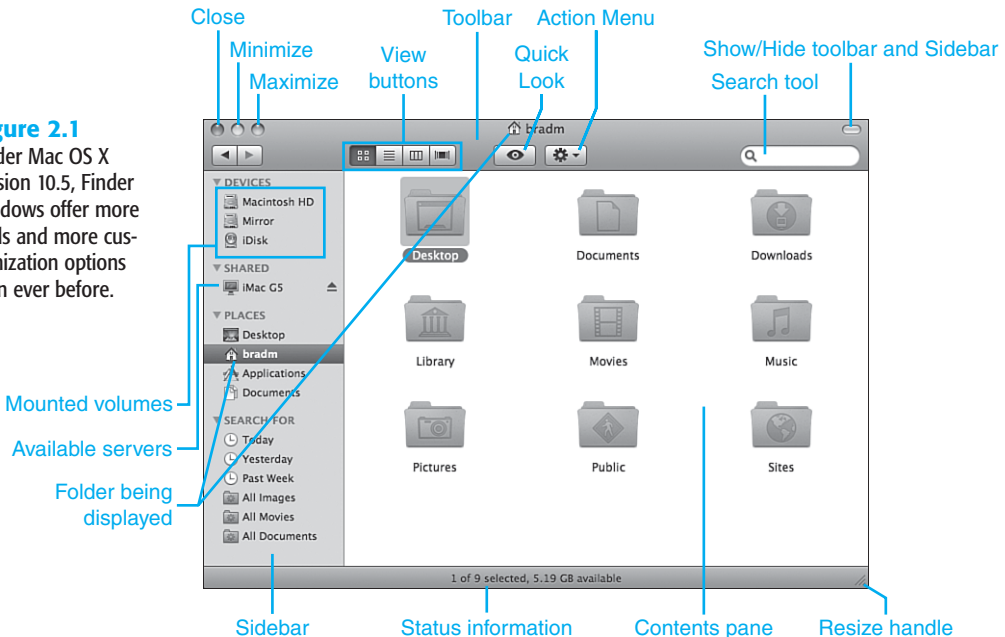 Close
Toolbar
Action Menu
Minimize
View buttons
Quick Look
Show/Hide toolbar and Sidebar
Maximize
Search tool
gure 2.1
der Mac OS X
sion 10.5, Finder
dows offer more
ls and more cus-
nization options
n ever before.
bradm
DEVICES
Macintosh HD
Mirror
iDisk
SHARED
iMac G5
PLACES
Desktop
bradm
Applications
Documents
SEARCH FOR
Today
Yesterday
Past Week
All Images
All Movies
All Documents
Desktop
Documents
Downloads
Library
Movies
Music
Pictures
Public
Sites
1 of 9 selected, 5.19 GB available
Mounted volumes
Available servers
Folder being
displayed
Sidebar
Status information
Contents pane
Resize handle